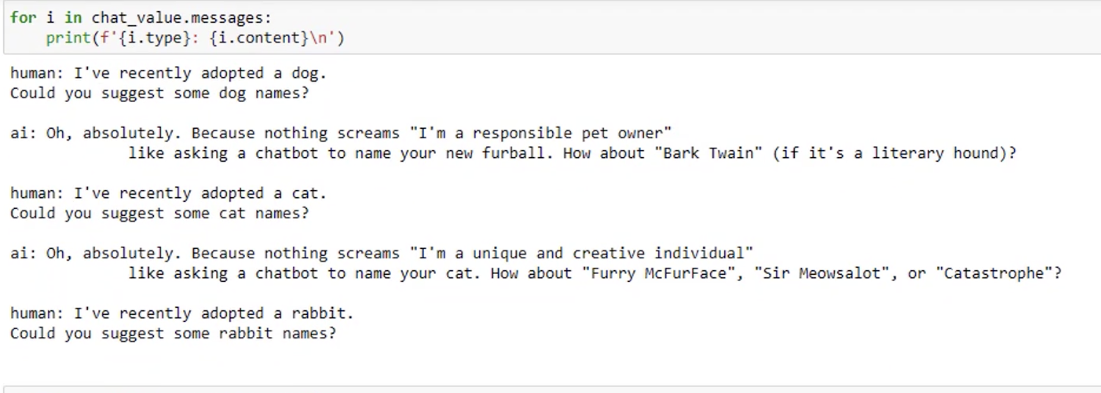 for i in chat_value.messages:
    print(f'{i.type}: {i.content}\n')
human: I've recently adopted a dog.
Could you suggest some dog names?
ai: Oh, absolutely. Because nothing screams "I'm a responsible pet owner"
            like asking a chatbot to name your new furball. How about "Bark Twain" (if it's a literary hound)?
human: I've recently adopted a cat.
Could you suggest some cat names?
ai: Oh, absolutely. Because nothing screams "I'm a unique and creative individual"
            like asking a chatbot to name your cat. How about "Furry McFurFace", "Sir Meowsalot", or "Catastrophe"?
human: I've recently adopted a rabbit.
Could you suggest some rabbit names?